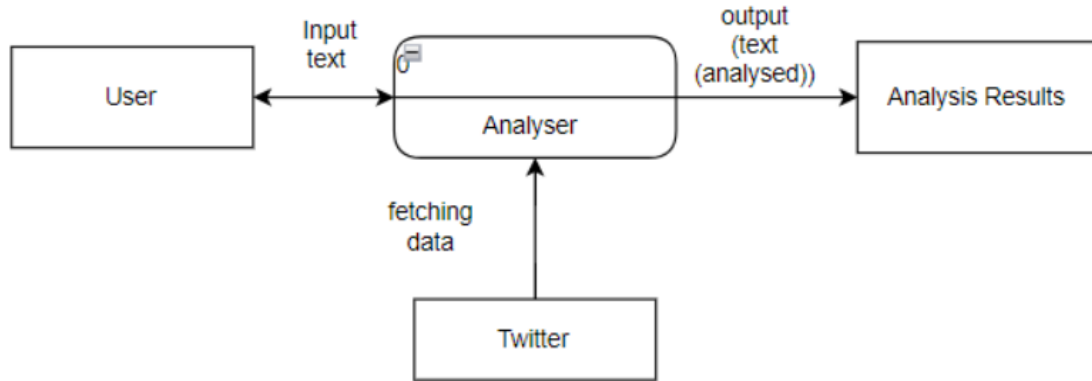 Input
text
output
(text
(analysed))
User
0
Analyser
Analysis Results
fetching
data
Twitter